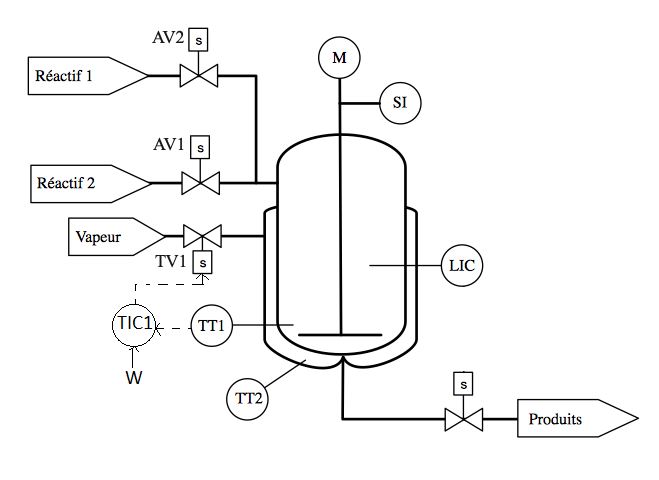 AV2
s
M
Réactif 1
SI
AV1
s
Réactif 2
Vapeur
TV1
s
LIC
TIC1
TT1
W
TT2
s
Produits